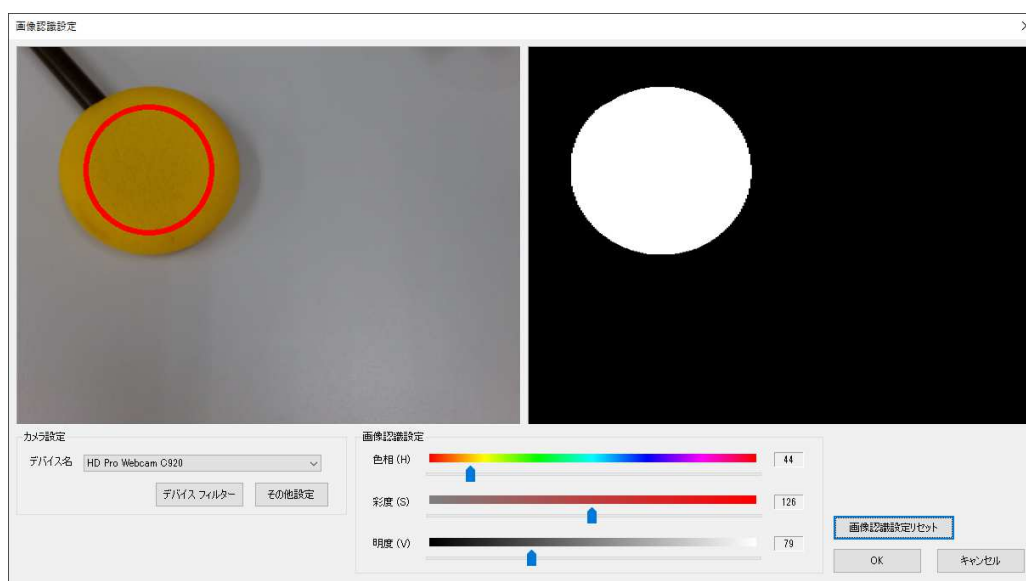 画像認識設定
カメラ設定
デバイス名 HD Pro Webcam C920
デバイス フィルター その他設定
画像認識設定
色相 (H) 44
彩度 (S) 126
明度 (V) 79
画像認識設定リセット
OK キャンセル